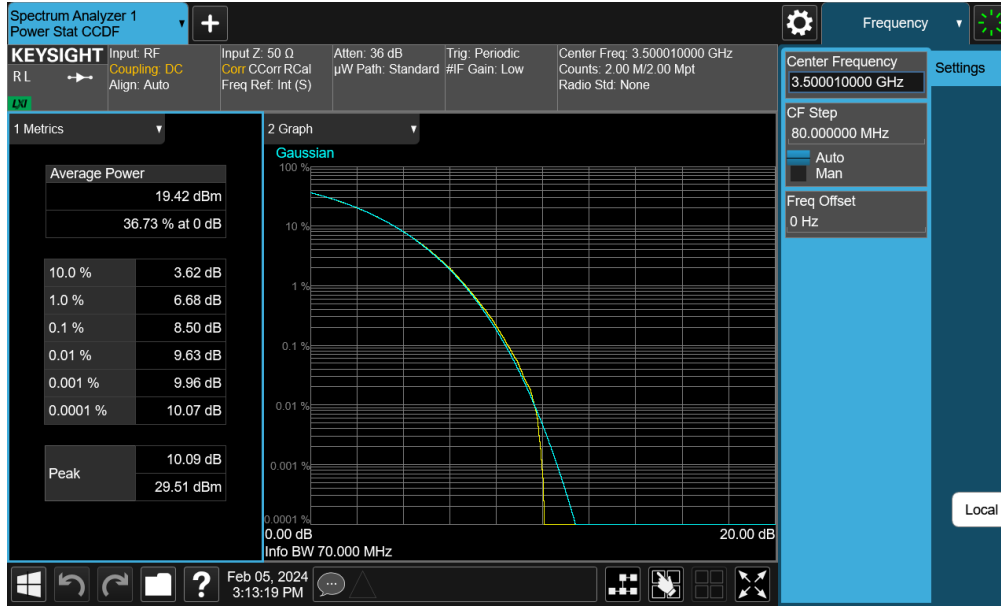 Spectrum Analyzer 1
Power Stat CCDF
Frequency
KEYSIGHT
R L
LXI
Input: RF
Coupling: DC
Align: Auto
Input Z: 50 Ω
Corr CCorr RCal
Freq Ref: Int (S)
Atten: 36 dB
µW Path: Standard
Trig: Periodic
#IF Gain: Low
Center Freq: 3.500010000 GHz
Counts: 2.00 M/2.00 Mpt
Radio Std: None
Center Frequency
3.500010000 GHz
Settings
CF Step
80.000000 MHz
Auto
Man
Freq Offset
0 Hz
Local
1 Metrics
Average Power
19.42 dBm
36.73 % at 0 dB
10.0 % 3.62 dB
1.0 % 6.68 dB
0.1 % 8.50 dB
0.01 % 9.63 dB
0.001 % 9.96 dB
0.0001 % 10.07 dB
Peak
10.09 dB
29.51 dBm
2 Graph
Gaussian
100 %
10 %
1 %
0.1 %
0.01 %
0.001 %
0.0001 %
0.00 dB 20.00 dB
Info BW 70.000 MHz
?
Feb 05, 2024
3:13:19 PM